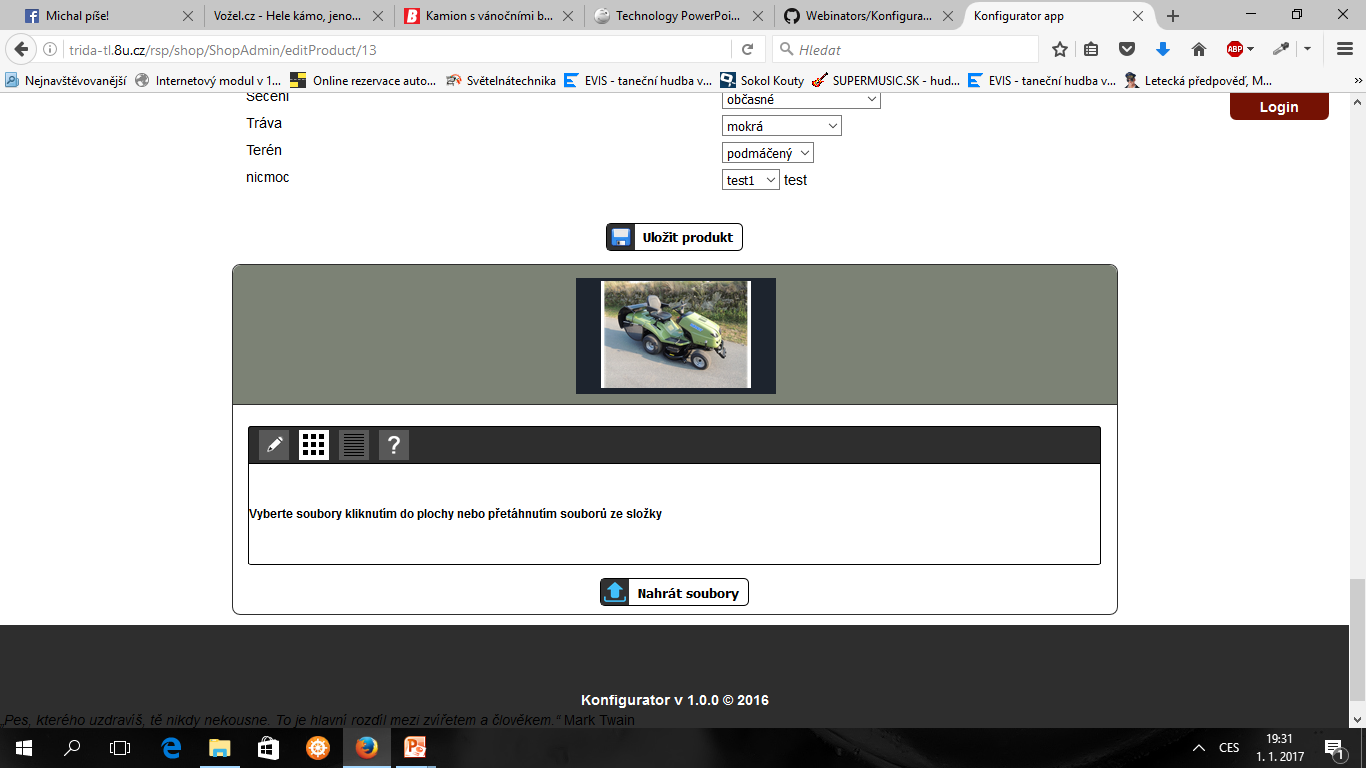 Michal píše!
Vožel.cz - Hele kámo, jeno...
Kamion s vánočními b...
Technology PowerPoi...
Webinators/Konfigura...
Konfigurator app
trida-tl.8u.cz/rsp/shop/ShopAdmin/editProduct/13
Hledat
ABP
Nejnavštěvovanější
Internetový modul v 1...
Online rezervace auto...
Světelnátechnika
EVIS - taneční hudba v...
Sokol Kouty
SUPERMUSIC.SK - hud...
EVIS - taneční hudba v...
Letecká předpověď, M...
Login
Sečení
občasné
Tráva
mokrá
Terén
podmáčený
nicmoc
test1
test
Uložit produkt
?
Vyberte soubory kliknutím do plochy nebo přetáhnutím souborů ze složky
Nahrát soubory
Konfigurator v 1.0.0 © 2016
„Pes, kterého uzdravíš, tě nikdy nekousne. To je hlavní rozdíl mezi zvířetem a člověkem.“ Mark Twain
CES
19:31
1. 1. 2017
1